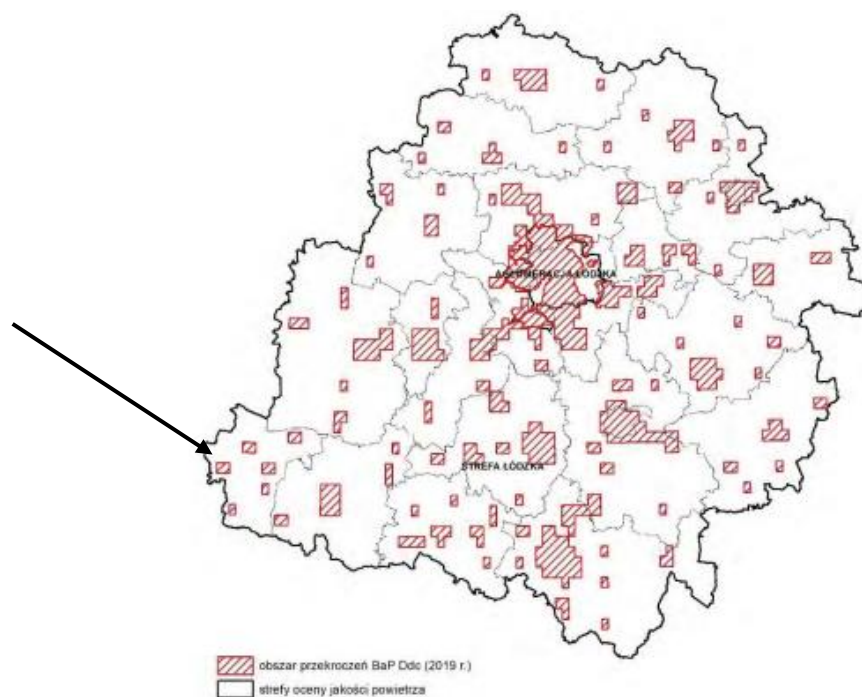 AGLOMERACJA ŁÓDZKA
STREFA ŁÓDZKA
obszar przekroczeń BaP Ddc (2019 r.)
strefy oceny jakości powietrza